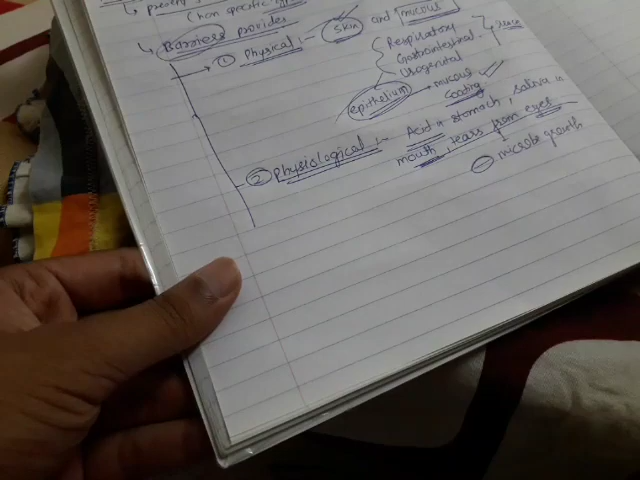 ↳ present
(non specific
↳ Barriers provides
① Physical :- Skin and mucous
Respiratory
Gastrointestinal
Urogenital
epithelium → mucous ✓
coating
② Physiological :- Acid in stomach, saliva in
mouth, tears from eyes
⊖ microbe growth